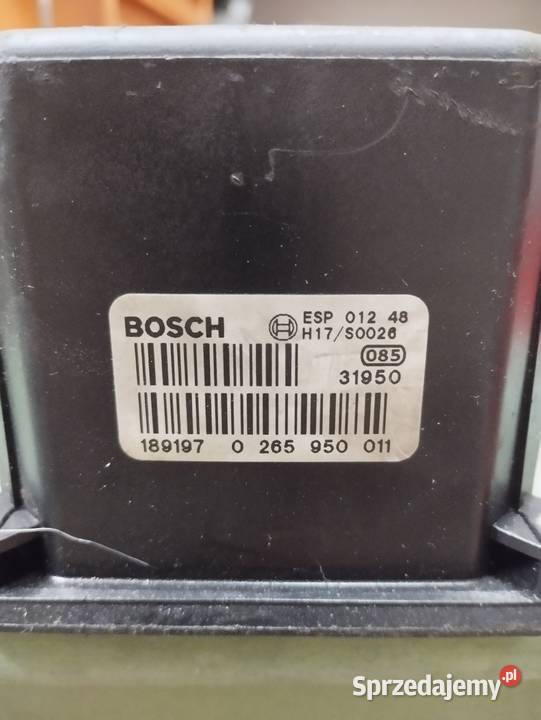 BOSCH
ESP 012 48
H17/S0026
085
31950
189197 0 265 950 011
Sprzedajemy.pl